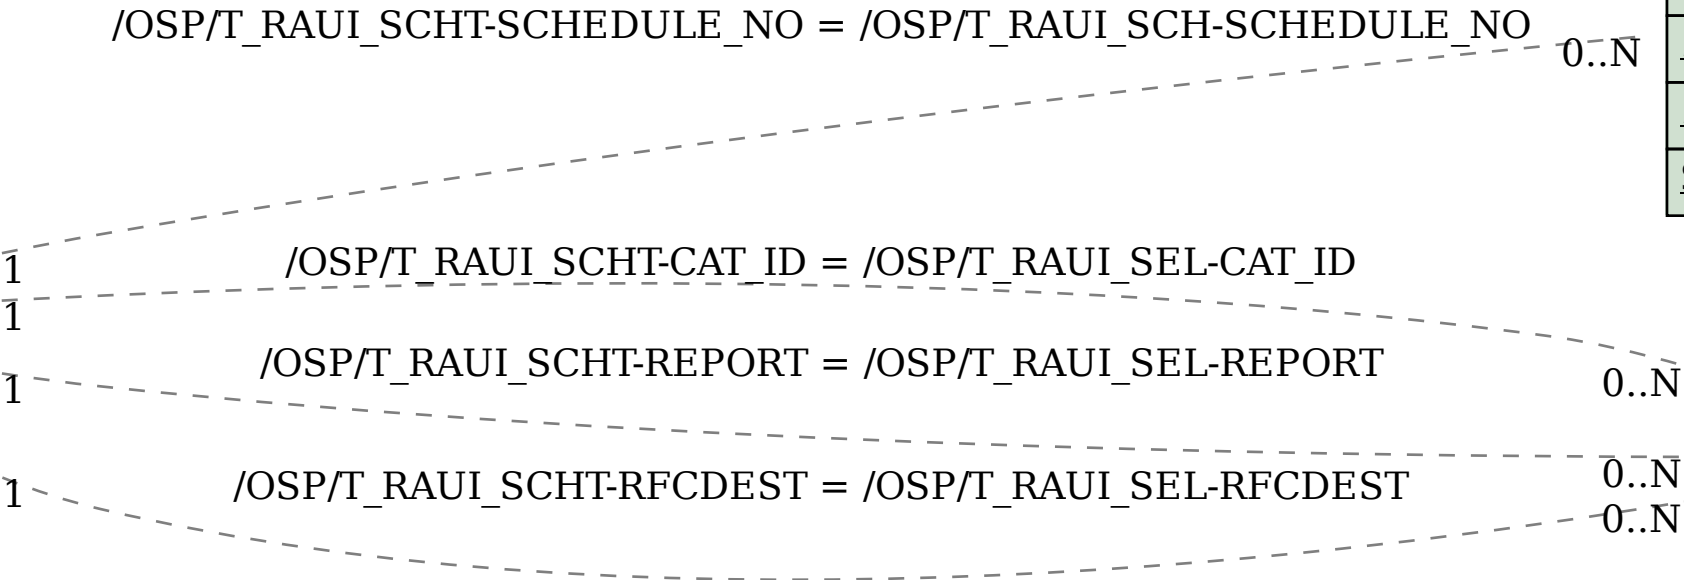 /OSP/T_RAUI_SCHT-SCHEDULE_NO = /OSP/T_RAUI_SCH-SCHEDULE_NO
0..N
1
/OSP/T_RAUI_SCHT-CAT_ID = /OSP/T_RAUI_SEL-CAT_ID
1
/OSP/T_RAUI_SCHT-REPORT = /OSP/T_RAUI_SEL-REPORT
1
0..N
/OSP/T_RAUI_SCHT-RFCDEST = /OSP/T_RAUI_SEL-RFCDEST
0..N
1
0..N